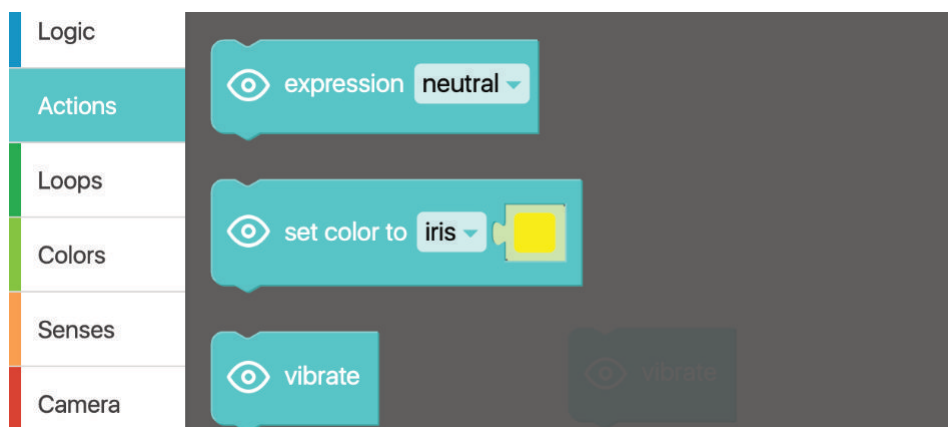 Logic
Actions
Loops
Colors
Senses
Camera
expression neutral
set color to iris
vibrate
vibrate